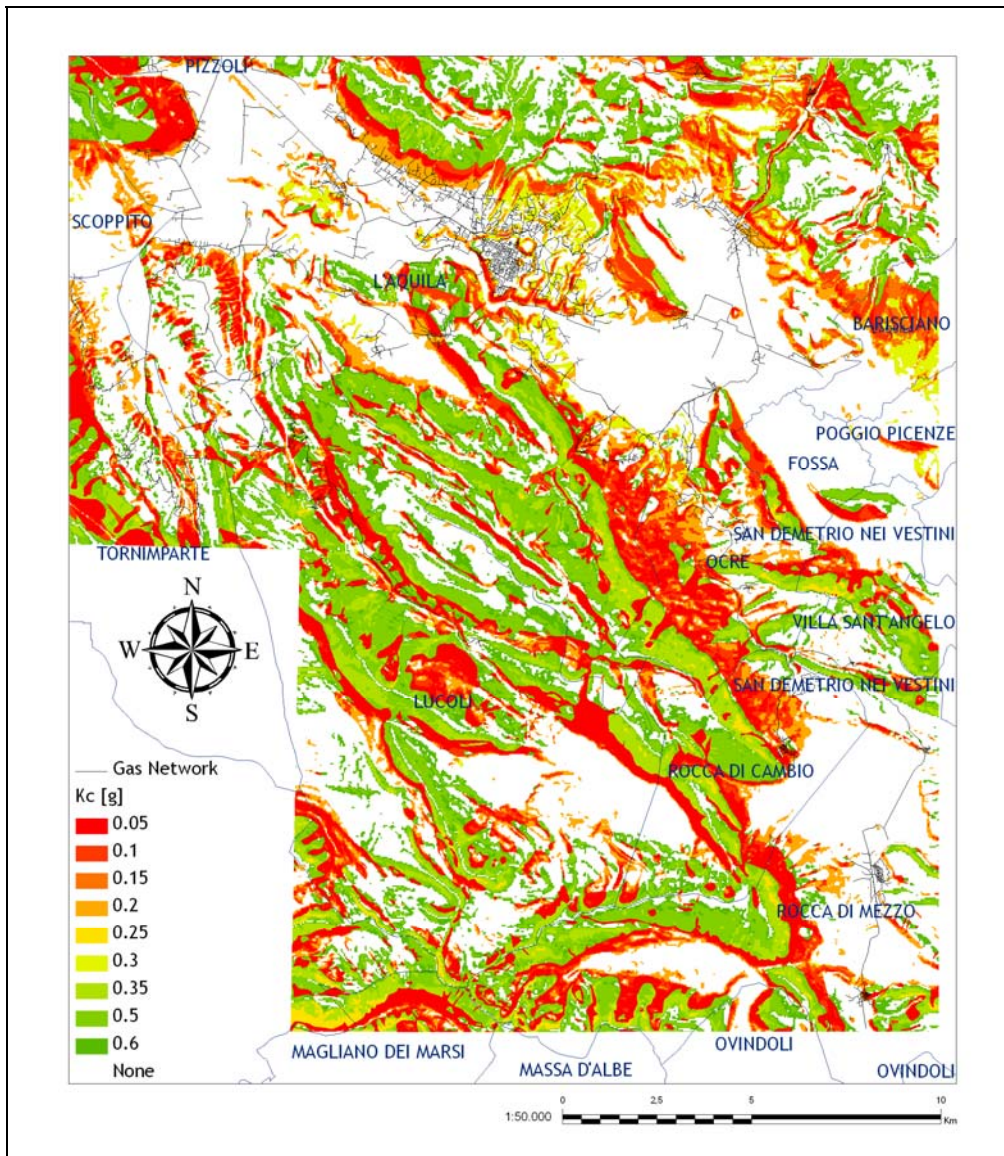 PIZZOLI
SCOPPITO
L'AQUILA
BARISCIANO
POGGIO PICENZE
FOSSA
SAN DEMETRIO NEI VESTINI
TORNIMPARTE
OCRE
N
W
E
S
VILLA SANT'ANGELO
SAN DEMETRIO NEI VESTINI
LUCOLI
ROCCA DI CAMBIO
Gas Network
Kc [g]
0.05
0.1
0.15
0.2
0.25
0.3
0.35
0.5
0.6
None
ROCCA DI MEZZO
MAGLIANO DEI MARSI
MASSA D'ALBE
OVINDOLI
OVINDOLI
1:50.000
0 2.5 5 10
Km